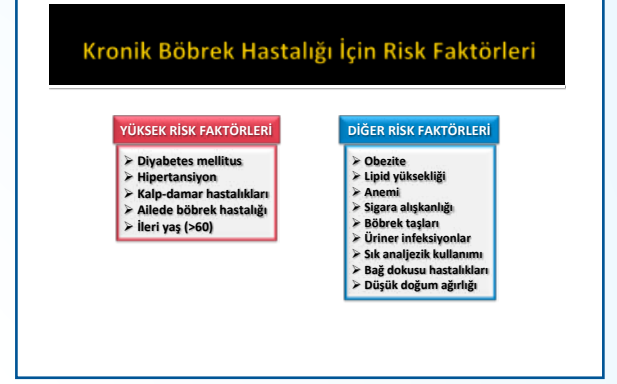 Kronik Böbrek Hastalığı İçin Risk Faktörleri
YÜKSEK RİSK FAKTÖRLERİ
➢ Diyabetes mellitus
➢ Hipertansiyon
➢ Kalp-damar hastalıkları
➢ Ailede böbrek hastalığı
➢ İleri yaş (>60)
DİĞER RİSK FAKTÖRLERİ
➢ Obezite
➢ Lipid yüksekliği
➢ Anemi
➢ Sigara alışkanlığı
➢ Böbrek taşları
➢ Üriner infeksiyonlar
➢ Sık analjezik kullanımı
➢ Bağ dokusu hastalıkları
➢ Düşük doğum ağırlığı